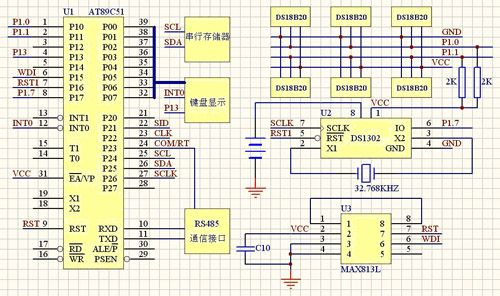 U1 AT89C51
P1.0 1 P10 P00 39
P1.1 2 P11 P01 38
3 P12 P02 37
P13 4 P13 P03 36
5 P14 P04 35
WDI 6 P15 P05 34
RST1 7 P16 P06 33
P1.7 8 P17 P07 32
13 INT1 P20 21
INT0 12 INT0 P21 22 SID
P22 23 CLK
15 T1 P23 24 COM/RT
14 T0 P24 25 SCL
P25 26 SDA
VCC 31 EA/VP P26 27 SCLK
P27 28
19 X1
18 X2
RST 9 RST RXD 10
TXD 11
17 RD ALE/P 30
16 WR PSEN 29
SCL
SDA
串行存储器
INT0
P13
键盘显示
RS485
通信接口
DS18B20 DS18B20 DS18B20
GND
P1.0
P1.1
VCC
DS18B20 DS18B20 DS18B20
2K 2K
VCC
U2 8 1
SCLK 7 SCLK IO 6 P1.7
RST1 5 RST DS1302 X2 3
2 X1 GND 4 GND
32.768KHZ
U3
1 1 8 8
VCC 2 2 7 7 RST
3 3 6 6 WDI
4 4 5 5
C10
MAX813L